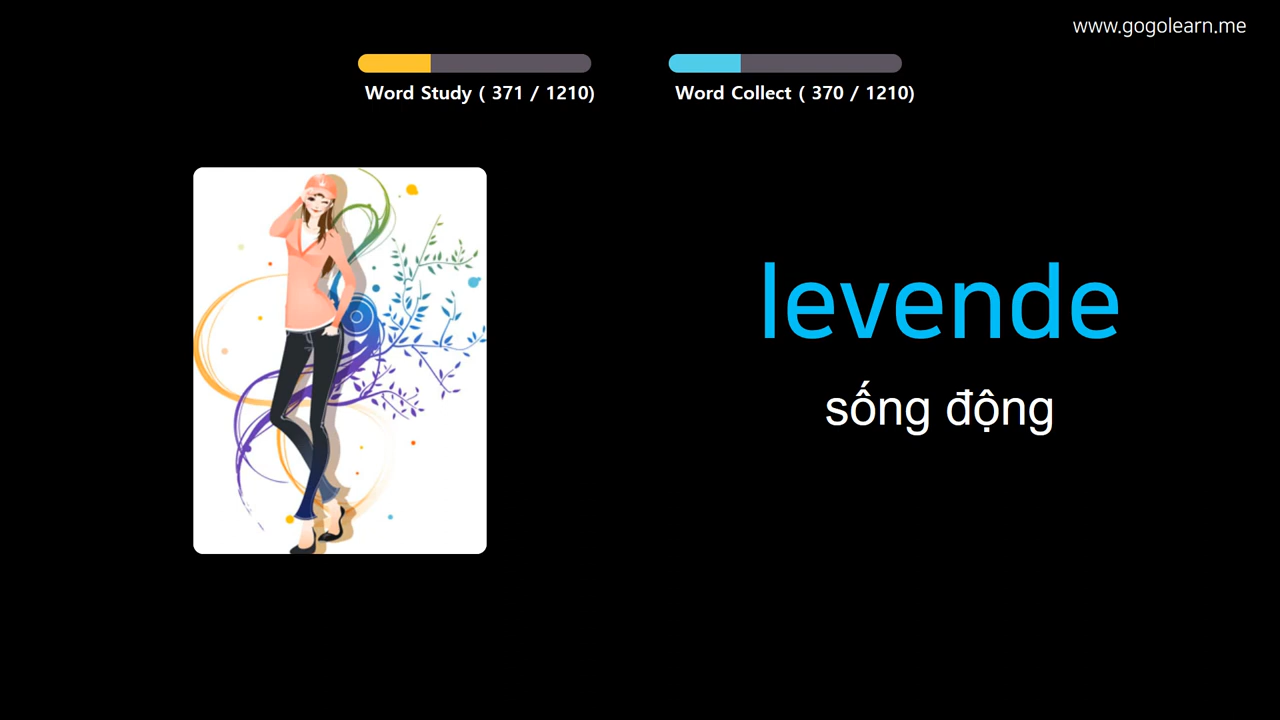 www.gogolearn.me
Word Study ( 371 / 1210)
Word Collect ( 370 / 1210)
levende
sống động